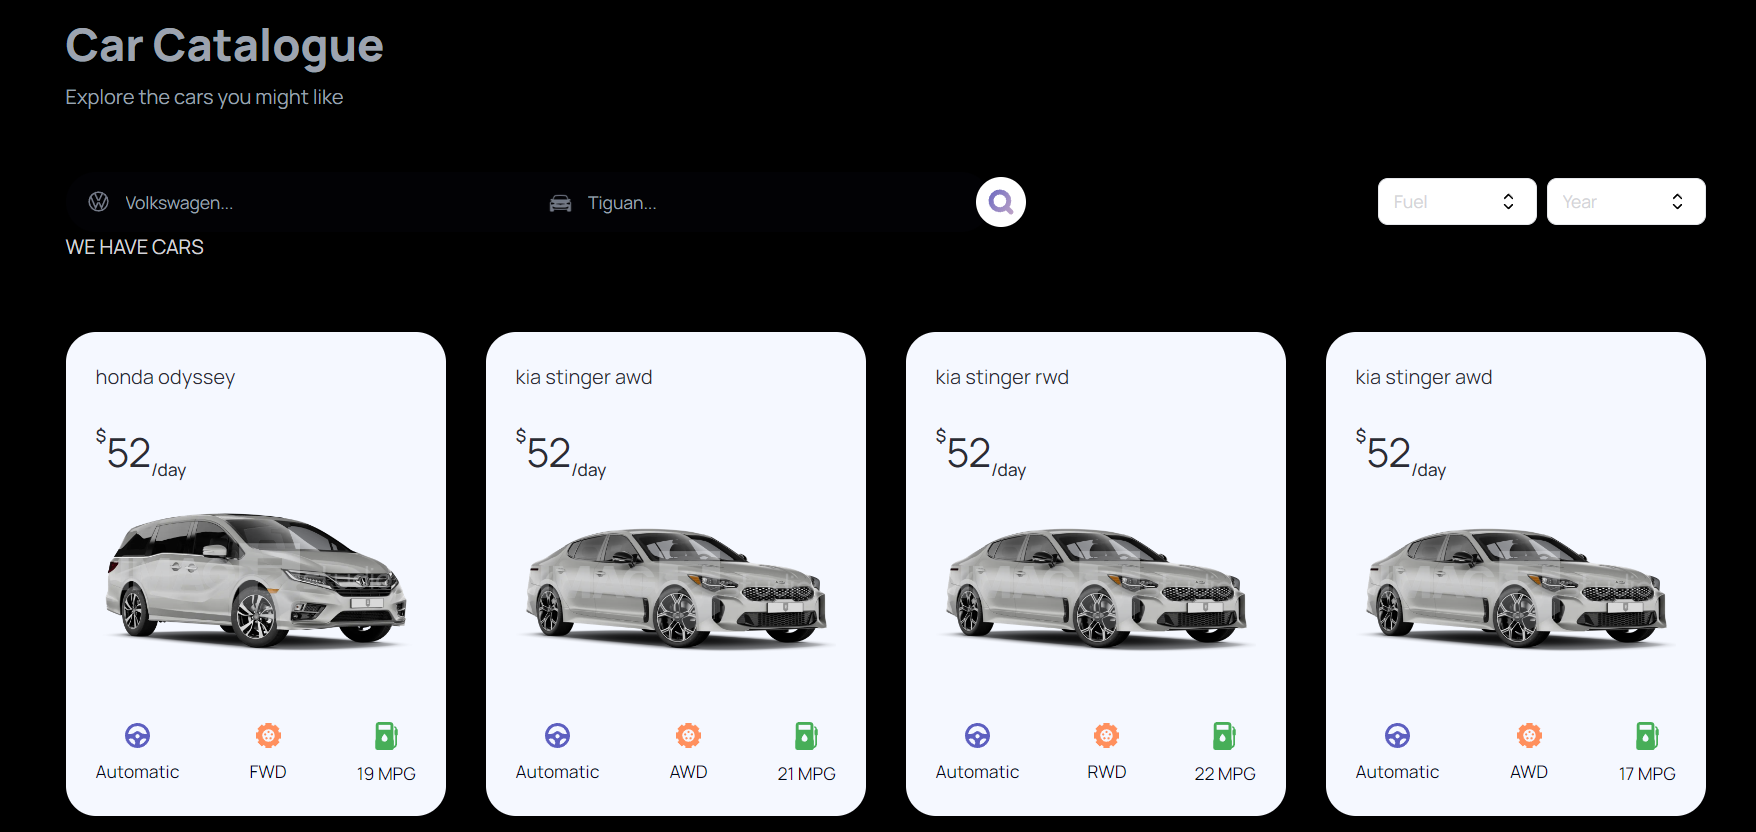 Car Catalogue
Explore the cars you might like
Volkswagen...
Tiguan...
Fuel
Year
WE HAVE CARS
honda odyssey
$52/day
Automatic
FWD
19 MPG
kia stinger awd
$52/day
Automatic
AWD
21 MPG
kia stinger rwd
$52/day
Automatic
RWD
22 MPG
kia stinger awd
$52/day
Automatic
AWD
17 MPG